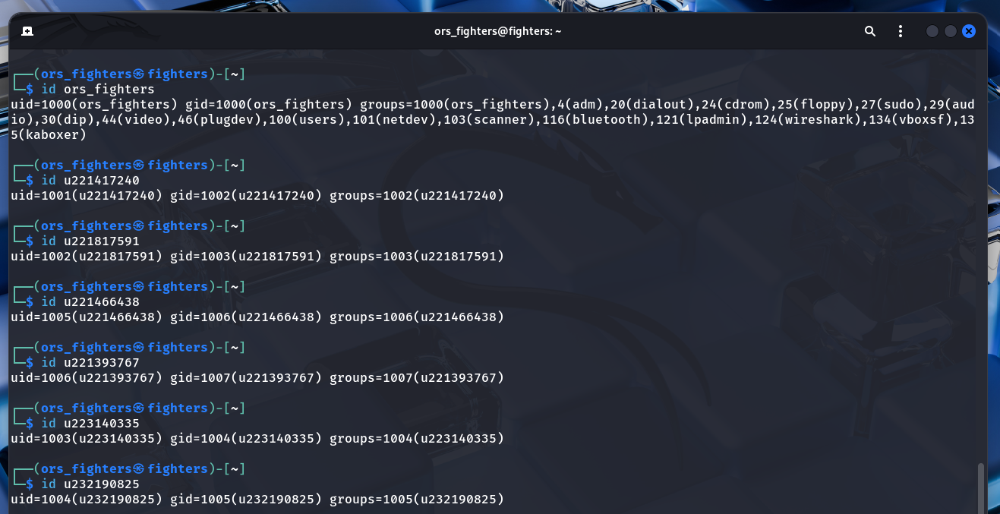 ors_fighters@fighters: ~
┌──(ors_fighters㉿fighters)-[~]
└─$ id ors_fighters
uid=1000(ors_fighters) gid=1000(ors_fighters) groups=1000(ors_fighters),4(adm),20(dialout),24(cdrom),25(floppy),27(sudo),29(aud
io),30(dip),44(video),46(plugdev),100(users),101(netdev),103(scanner),116(bluetooth),121(lpadmin),124(wireshark),134(vboxsf),13
5(kaboxer)
┌──(ors_fighters㉿fighters)-[~]
└─$ id u221417240
uid=1001(u221417240) gid=1002(u221417240) groups=1002(u221417240)
┌──(ors_fighters㉿fighters)-[~]
└─$ id u221817591
uid=1002(u221817591) gid=1003(u221817591) groups=1003(u221817591)
┌──(ors_fighters㉿fighters)-[~]
└─$ id u221466438
uid=1005(u221466438) gid=1006(u221466438) groups=1006(u221466438)
┌──(ors_fighters㉿fighters)-[~]
└─$ id u221393767
uid=1006(u221393767) gid=1007(u221393767) groups=1007(u221393767)
┌──(ors_fighters㉿fighters)-[~]
└─$ id u223140335
uid=1003(u223140335) gid=1004(u223140335) groups=1004(u223140335)
┌──(ors_fighters㉿fighters)-[~]
└─$ id u232190825
uid=1004(u232190825) gid=1005(u232190825) groups=1005(u232190825)